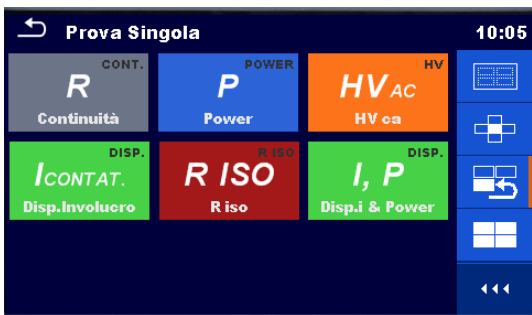 Prova Singola 10:05
CONT.
R
Continuità
POWER
P
Power
HV
HV AC
HV ca
DISP.
ICONTAT.
Disp.Involucro
R ISO
R ISO
R iso
DISP.
I, P
Disp.i & Power